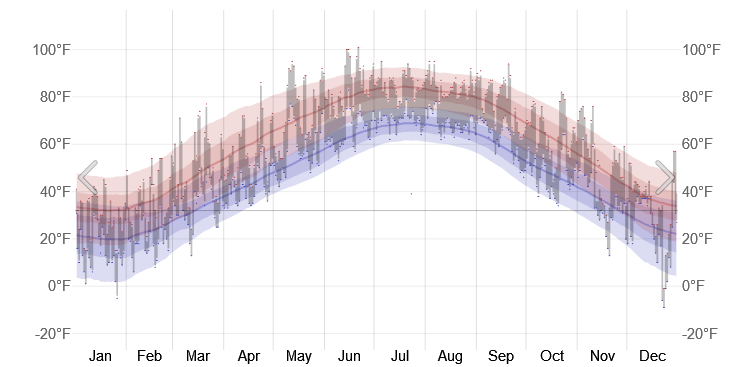 100°F 100°F
80°F 80°F
60°F 60°F
40°F 40°F
20°F 20°F
0°F 0°F
-20°F -20°F
Jan Feb Mar Apr May Jun Jul Aug Sep Oct Nov Dec